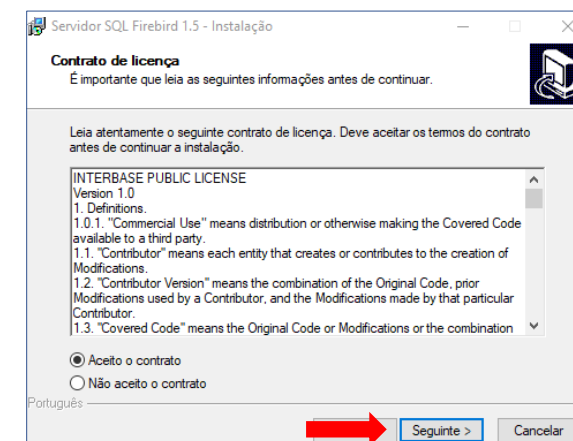 Servidor SQL Firebird 1.5 - Instalação
Contrato de licença
É importante que leia as seguintes informações antes de continuar.
Leia atentamente o seguinte contrato de licença. Deve aceitar os termos do contrato
antes de continuar a instalação.
INTERBASE PUBLIC LICENSE
Version 1.0
1. Definitions.
1.0.1. "Commercial Use" means distribution or otherwise making the Covered Code
available to a third party.
1.1. "Contributor" means each entity that creates or contributes to the creation of
Modifications.
1.2. "Contributor Version" means the combination of the Original Code, prior
Modifications used by a Contributor, and the Modifications made by that particular
Contributor.
1.3. "Covered Code" means the Original Code or Modifications or the combination
Aceito o contrato
Não aceito o contrato
Português
Seguinte >
Cancelar